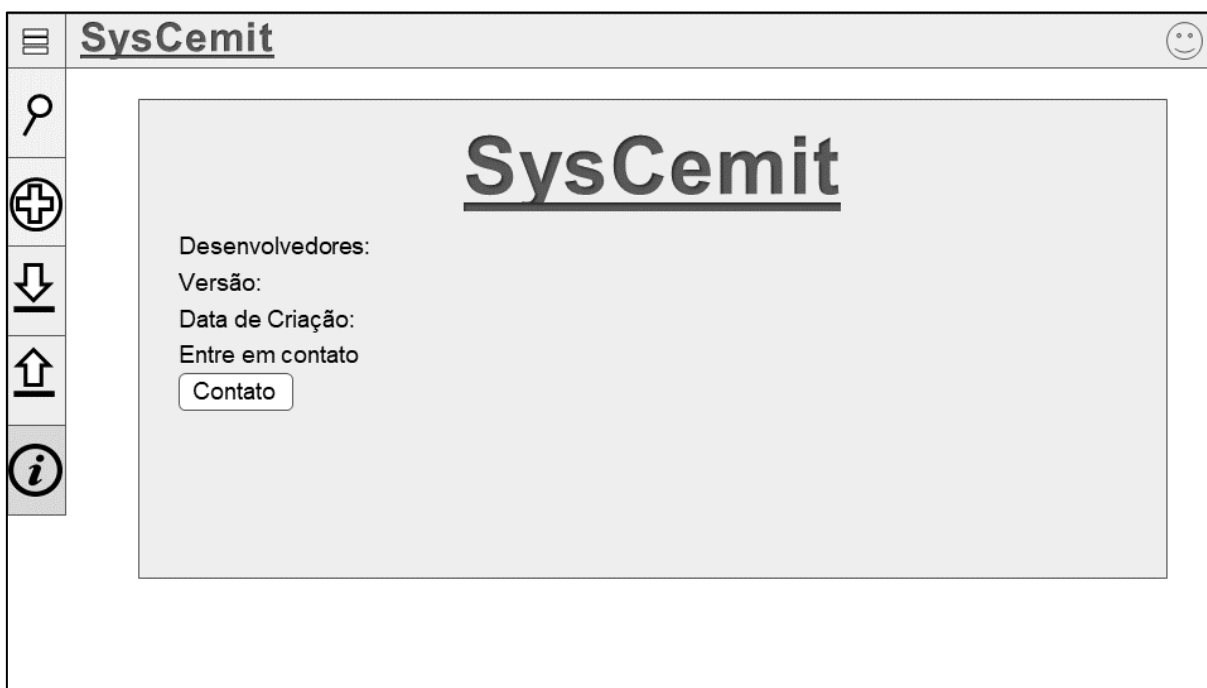 SysCemit
SysCemit
Desenvolvedores:
Versão:
Data de Criação:
Entre em contato
Contato
i